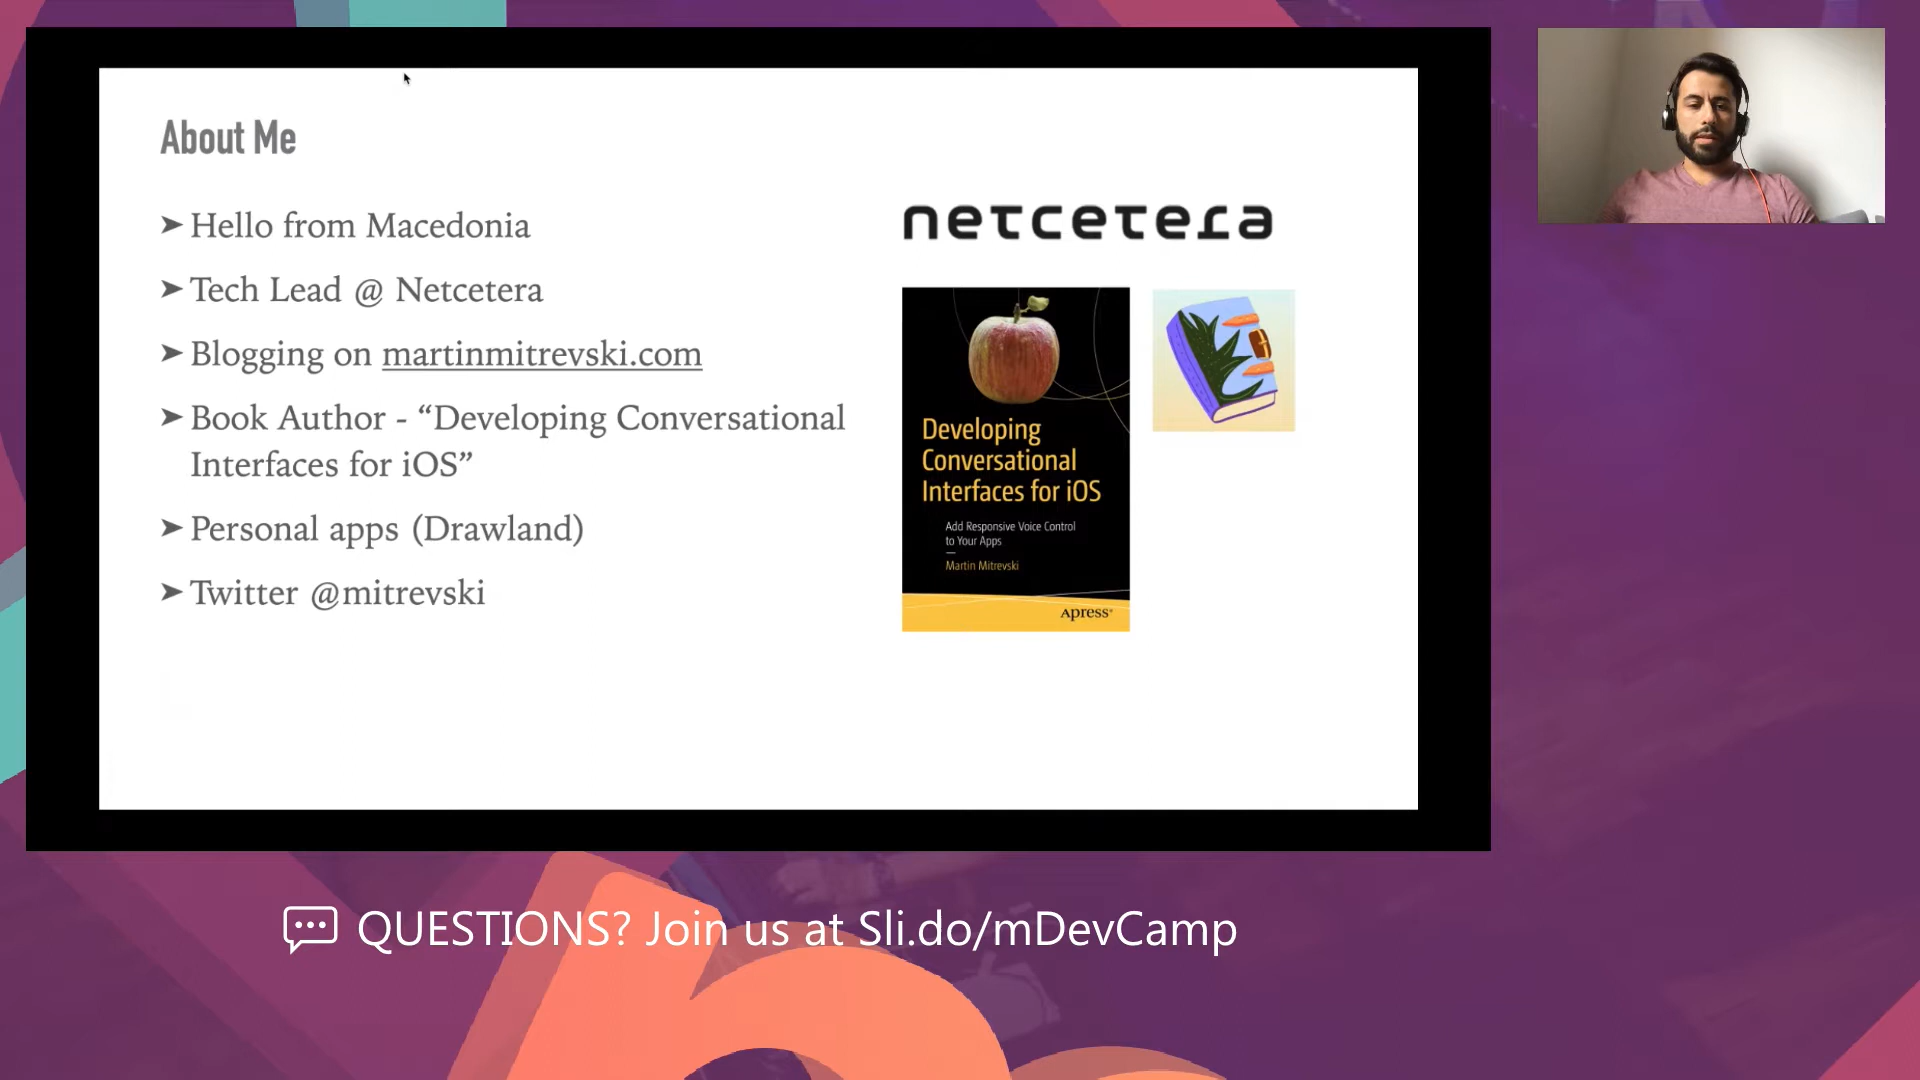 About Me
➤ Hello from Macedonia
➤ Tech Lead @ Netcetera
➤ Blogging on martinmitrevski.com
➤ Book Author - “Developing Conversational
Interfaces for iOS”
➤ Personal apps (Drawland)
➤ Twitter @mitrevski
netcetera
Developing
Conversational
Interfaces for iOS
Add Responsive Voice Control
to Your Apps
—
Martin Mitrevski
Apress®
QUESTIONS? Join us at Sli.do/mDevCamp